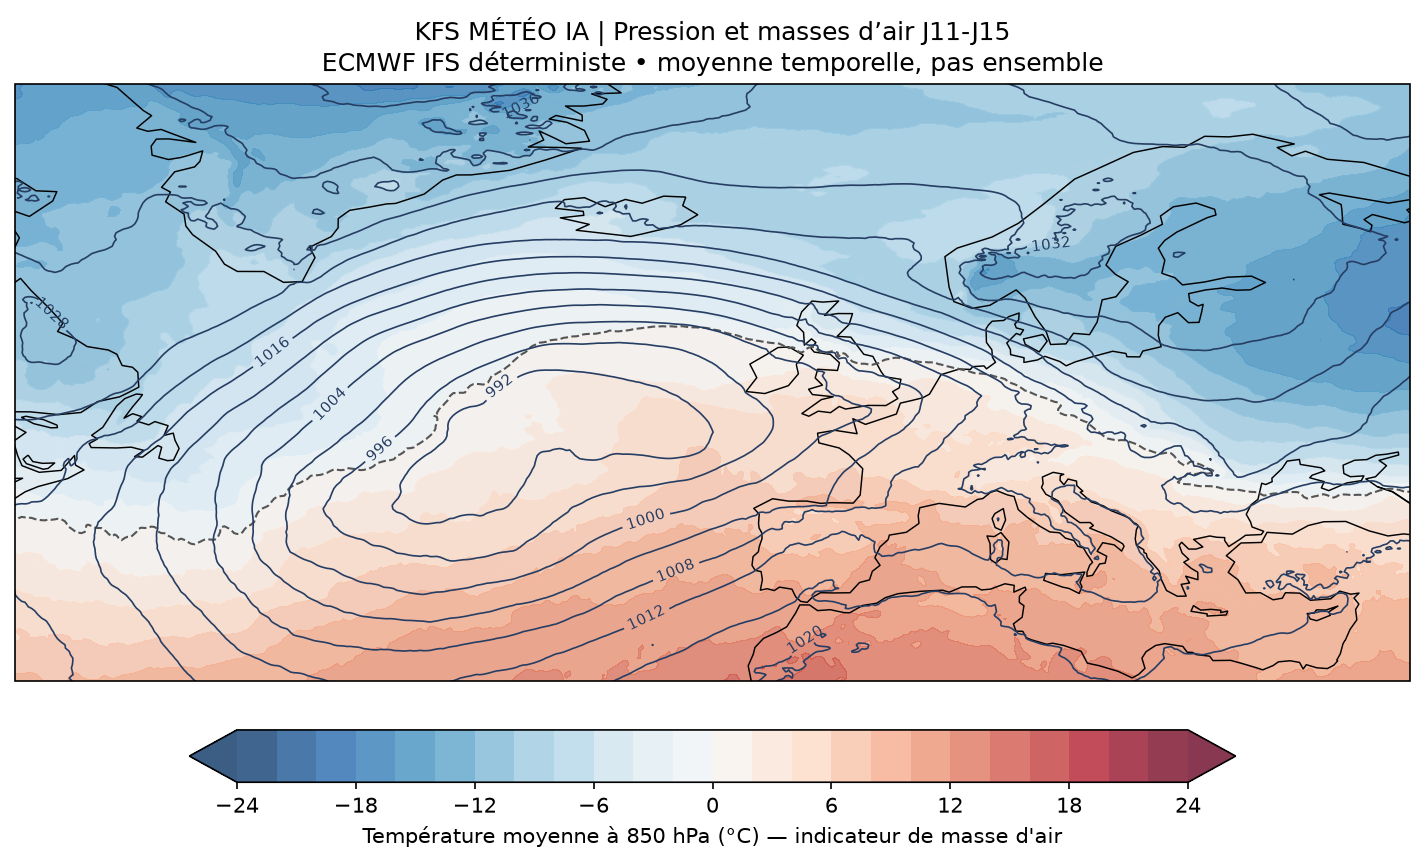 KFS MÉTÉO IA | Pression et masses d’air J11-J15
ECMWF IFS déterministe • moyenne temporelle, pas ensemble
1036
1032
1028
1016
1004
992
996
1000
1008
1012
1020
−24 −18 −12 −6 0 6 12 18 24
Température moyenne à 850 hPa (°C) — indicateur de masse d'air